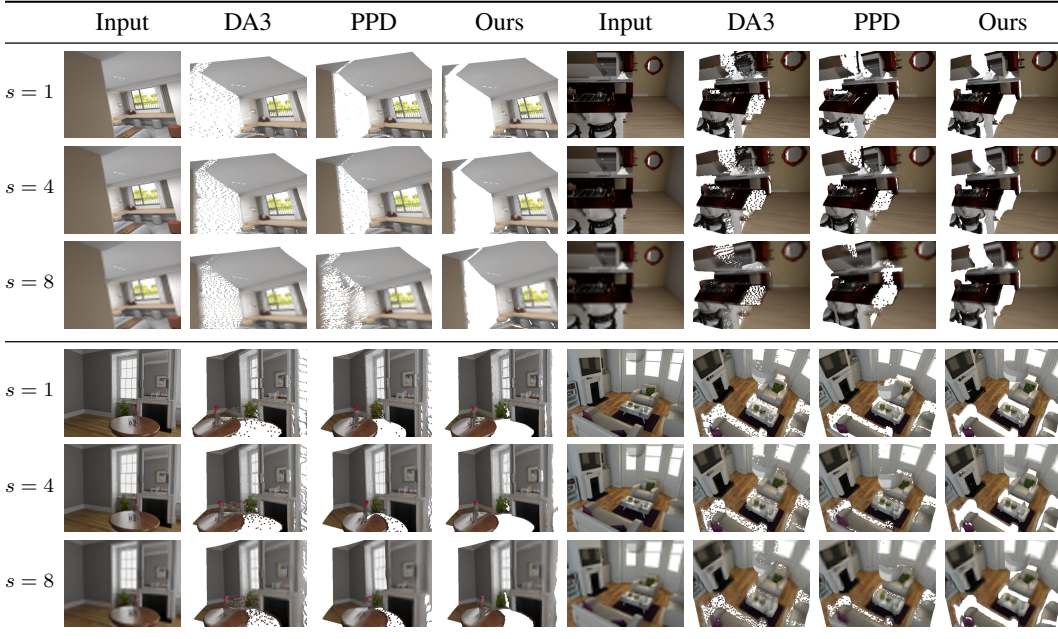 Input DA3 PPD Ours Input DA3 PPD Ours
s = 1
s = 4
s = 8
s = 1
s = 4
s = 8